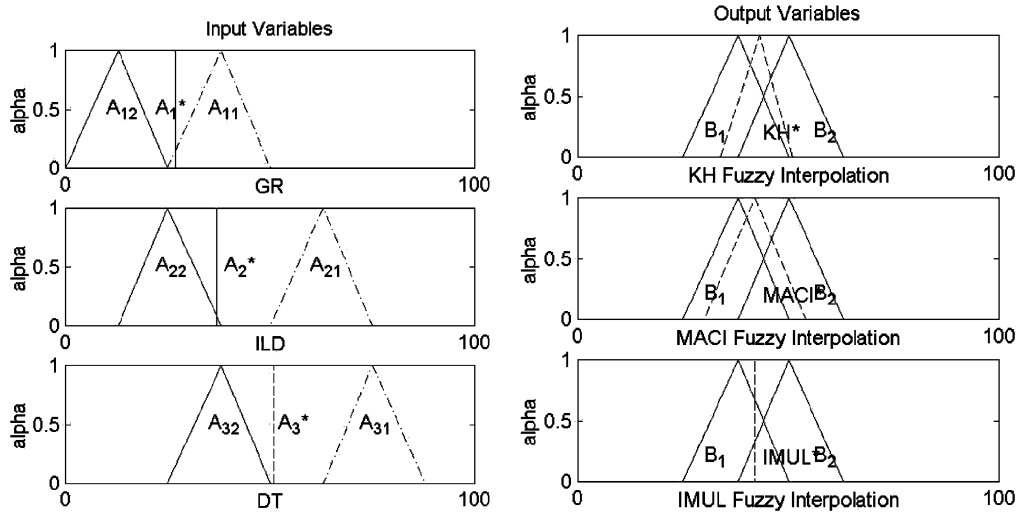 Input Variables
1
0.5
0
alpha
A12
A1*
A11
0
GR
100
1
0.5
0
alpha
A22
A2*
A21
0
ILD
100
1
0.5
0
alpha
A32
A3*
A31
0
DT
100
Output Variables
1
0.5
0
alpha
B1
KH*
B2
0
100
KH Fuzzy Interpolation
1
0.5
0
alpha
B1
MACI*
B2
0
100
MACI Fuzzy Interpolation
1
0.5
0
alpha
B1
IMUL*
B2
0
100
IMUL Fuzzy Interpolation